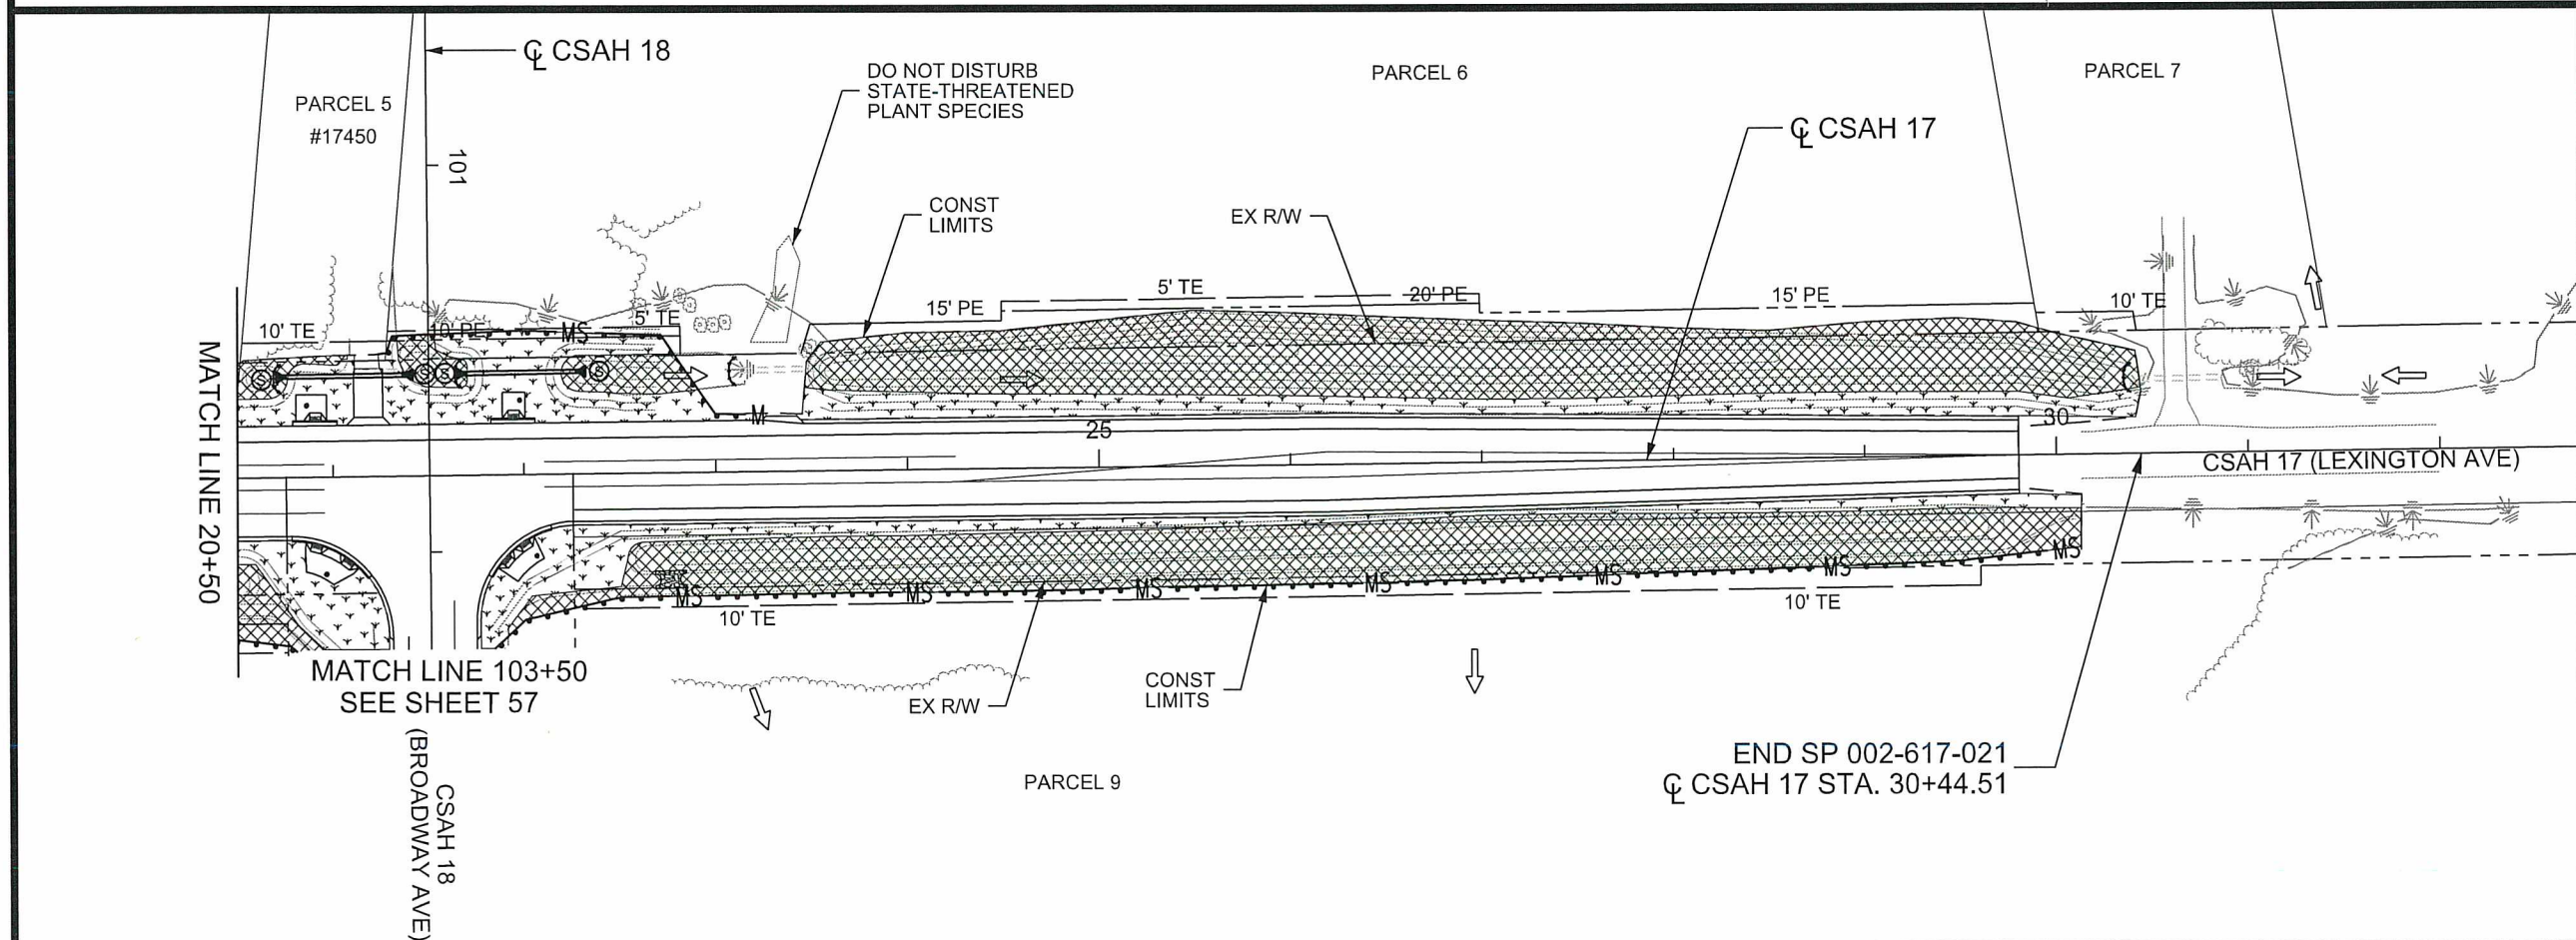 ℄ CSAH 18
PARCEL 5
#17450
101
DO NOT DISTURB
STATE-THREATENED
PLANT SPECIES
PARCEL 6
PARCEL 7
℄ CSAH 17
CONST
LIMITS
EX R/W
10' TE
10' PE
MS
5' TE
15' PE
5' TE
20' PE
15' PE
10' TE
S
S
S
S
M
25
30
CSAH 17 (LEXINGTON AVE)
MATCH LINE 20+50
MS
MS
MS
MS
MS
MS
MS
10' TE
10' TE
MATCH LINE 103+50
SEE SHEET 57
EX R/W
CONST
LIMITS
CSAH 18
(BROADWAY AVE)
PARCEL 9
END SP 002-617-021
℄ CSAH 17 STA. 30+44.51